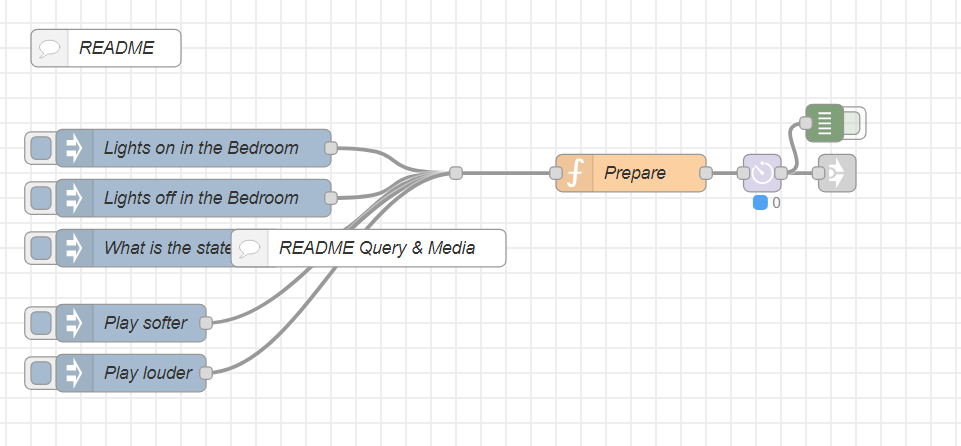 README
Lights on in the Bedroom
Lights off in the Bedroom
What is the state
README Query & Media
Prepare
0
Play softer
Play louder